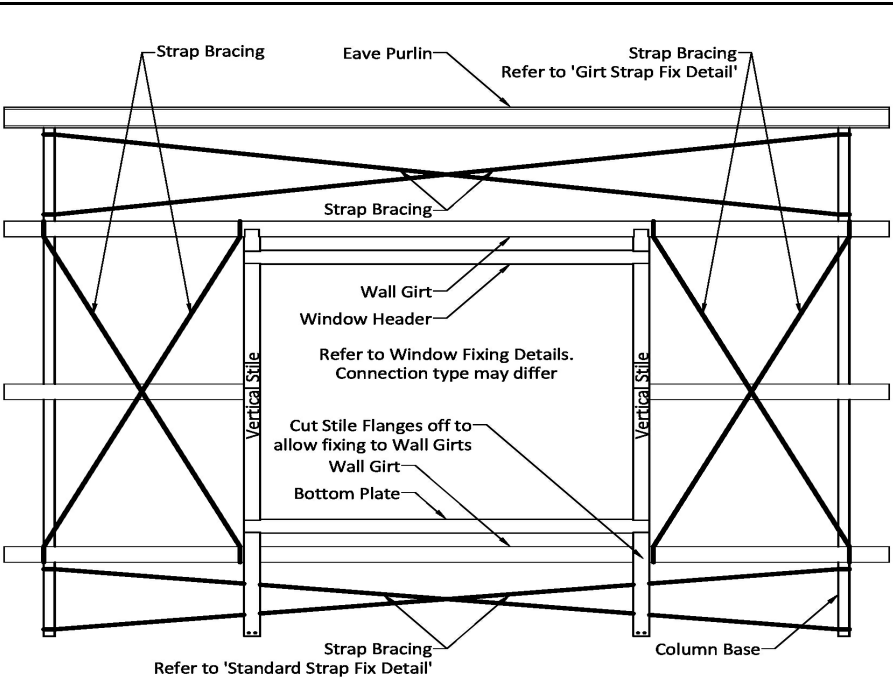 Strap Bracing
Eave Purlin
Strap Bracing
Refer to 'Girt Strap Fix Detail'
Strap Bracing
Wall Girt
Window Header
Refer to Window Fixing Details.
Connection type may differ
Vertical Stile
Vertical Stile
Cut Stile Flanges off to
allow fixing to Wall Girts
Wall Girt
Bottom Plate
Strap Bracing
Refer to 'Standard Strap Fix Detail'
Column Base